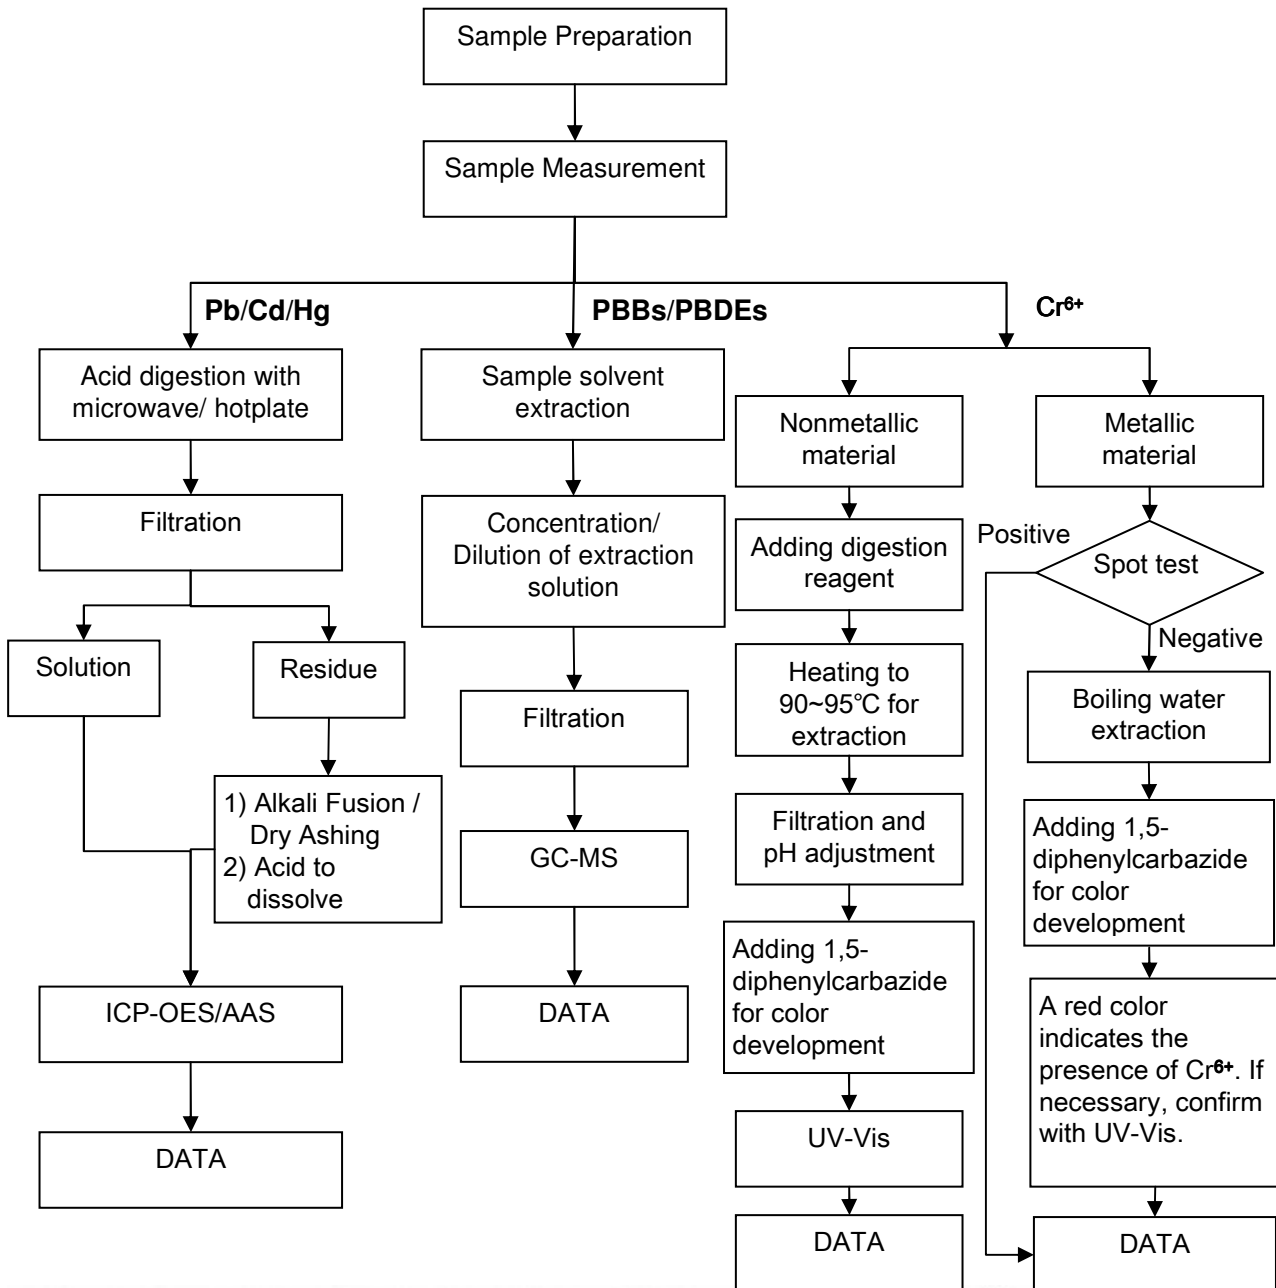 Sample Preparation
Sample Measurement
Pb/Cd/Hg
PBBs/PBDEs
Cr⁶⁺
Acid digestion with
microwave/ hotplate
Filtration
Solution
Residue
1) Alkali Fusion /
Dry Ashing
2) Acid to
dissolve
ICP-OES/AAS
DATA
Sample solvent
extraction
Concentration/
Dilution of extraction
solution
Filtration
GC-MS
DATA
Nonmetallic
material
Adding digestion
reagent
Heating to
90~95℃ for
extraction
Filtration and
pH adjustment
Adding 1,5-
diphenylcarbazide
for color
development
UV-Vis
DATA
Metallic
material
Positive
Spot test
Negative
Boiling water
extraction
Adding 1,5-
diphenylcarbazide
for color
development
A red color
indicates the
presence of Cr⁶⁺. If
necessary, confirm
with UV-Vis.
DATA